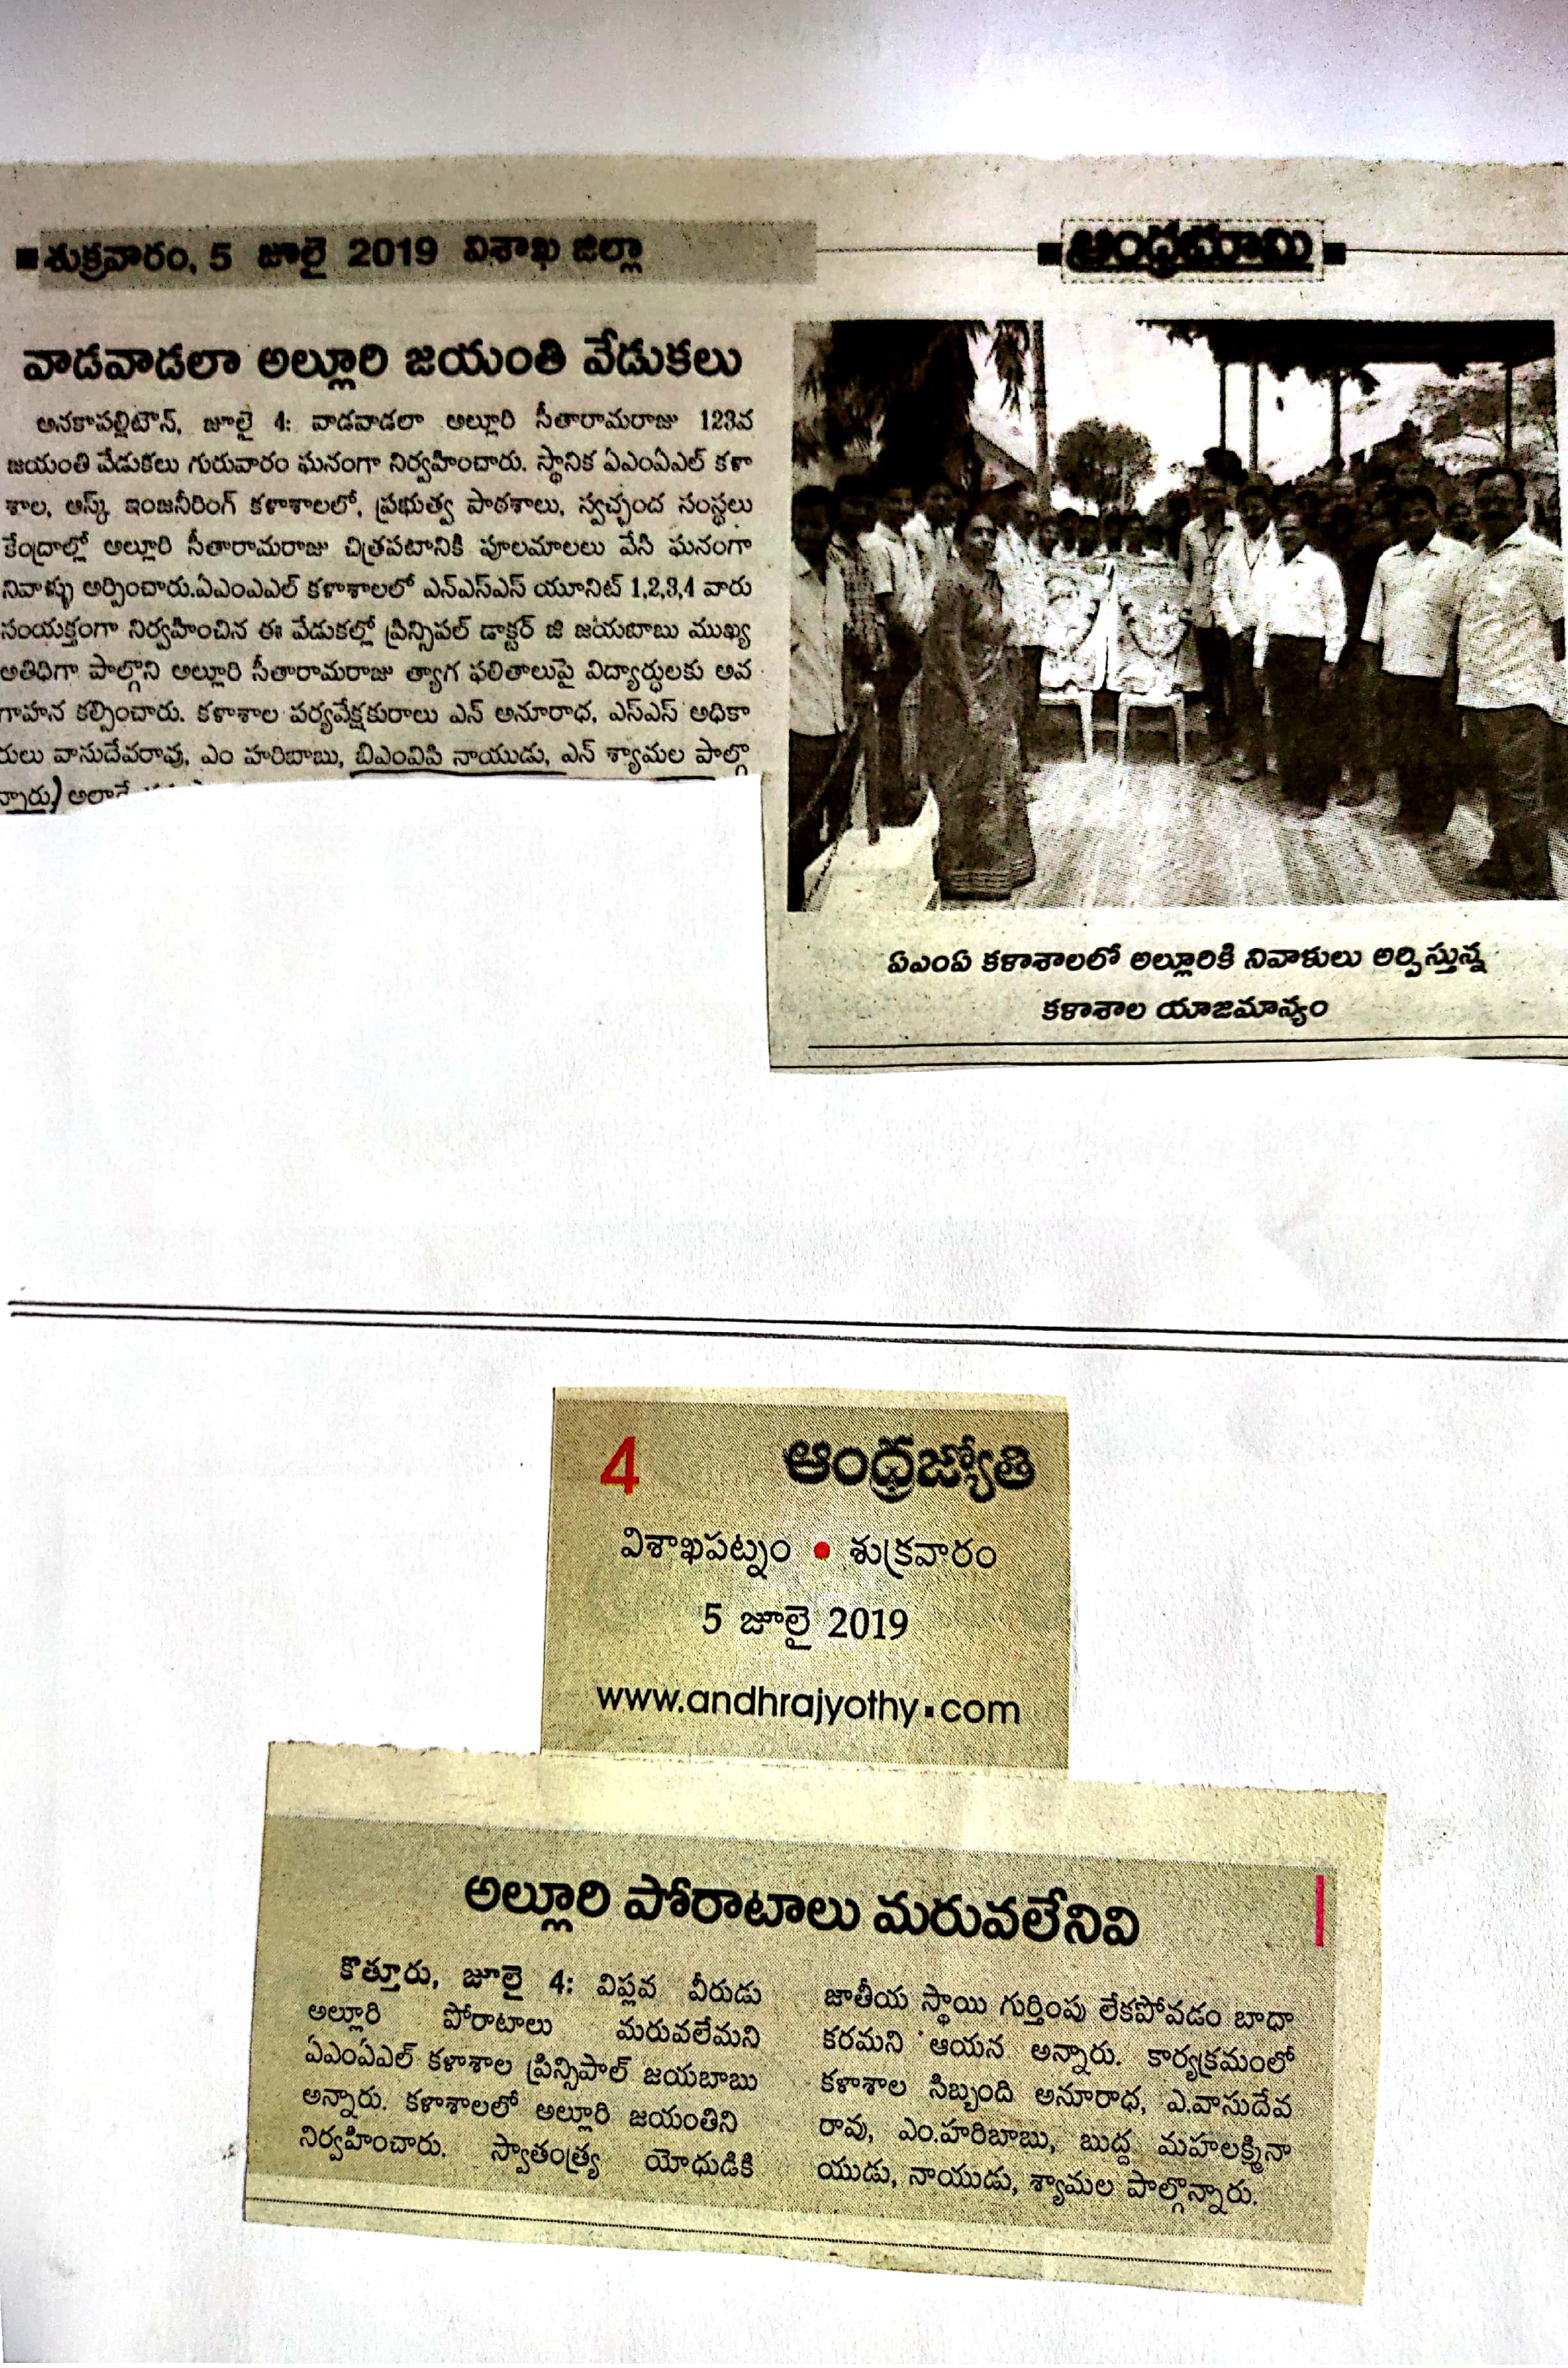 శుక్రవారం, 5 జూలై 2019 విశాఖ జిల్లా
ఆంధ్రభూమి
వాడవాడలా అల్లూరి జయంతి వేడుకలు
అనకాపల్లిటౌన్, జూలై 4: వాడవాడలా అల్లూరి సీతారామరాజు 123వ
జయంతి వేడుకలు గురువారం ఘనంగా నిర్వహించారు. స్థానిక ఏఎంఏఎల్ కళా
శాల, ఆస్క్ ఇంజనీరింగ్ కళాశాలలో, ప్రభుత్వ పాఠశాలు, స్వచ్ఛంద సంస్థలు
కేంద్రాల్లో అల్లూరి సీతారామరాజు చిత్రపటానికి పూలమాలలు వేసి ఘనంగా
నివాళ్ళు అర్పించారు.ఏఎంఎఎల్ కళాశాలలో ఎన్ఎస్ఎస్ యూనిట్ 1,2,3,4 వారు
సంయుక్తంగా నిర్వహించిన ఈ వేడుకల్లో ప్రిన్సిపల్ డాక్టర్ జి జయబాబు ముఖ్య
అతిథిగా పాల్గొని అల్లూరి సీతారామరాజు త్యాగ ఫలితాలుపై విద్యార్థులకు అవ
గాహన కల్పించారు. కళాశాల పర్యవేక్షకురాలు ఎన్ అనూరాధ, ఎస్ఎస్ అధికా
రులు వాసుదేవరావు, ఎం హరిబాబు, బిఎంవిపి నాయుడు, ఎన్ శ్యామల పాల్గొ
న్నారు) అలాగే
ఏఎంఏ కళాశాలలో అల్లూరికి నివాళులు అర్పిస్తున్న
కళాశాల యాజమాన్యం
4 ఆంధ్రజ్యోతి
విశాఖపట్నం • శుక్రవారం
5 జూలై 2019
www.andhrajyothy.com
అల్లూరి పోరాటాలు మరువలేనివి
కొత్తూరు, జూలై 4: విప్లవ వీరుడు
అల్లూరి పోరాటాలు మరువలేమని
ఏఎంఏఎల్ కళాశాల ప్రిన్సిపాల్ జయబాబు
అన్నారు. కళాశాలలో అల్లూరి జయంతిని
నిర్వహించారు. స్వాతంత్ర్య యోధుడికి
జాతీయ స్థాయి గుర్తింపు లేకపోవడం బాధా
కరమని ఆయన అన్నారు. కార్యక్రమంలో
కళాశాల సిబ్బంది అనూరాధ, ఎ.వాసుదేవ
రావు, ఎం.హరిబాబు, బుద్ద మహలక్ష్మినా
యుడు, నాయుడు, శ్యామల పాల్గొన్నారు.